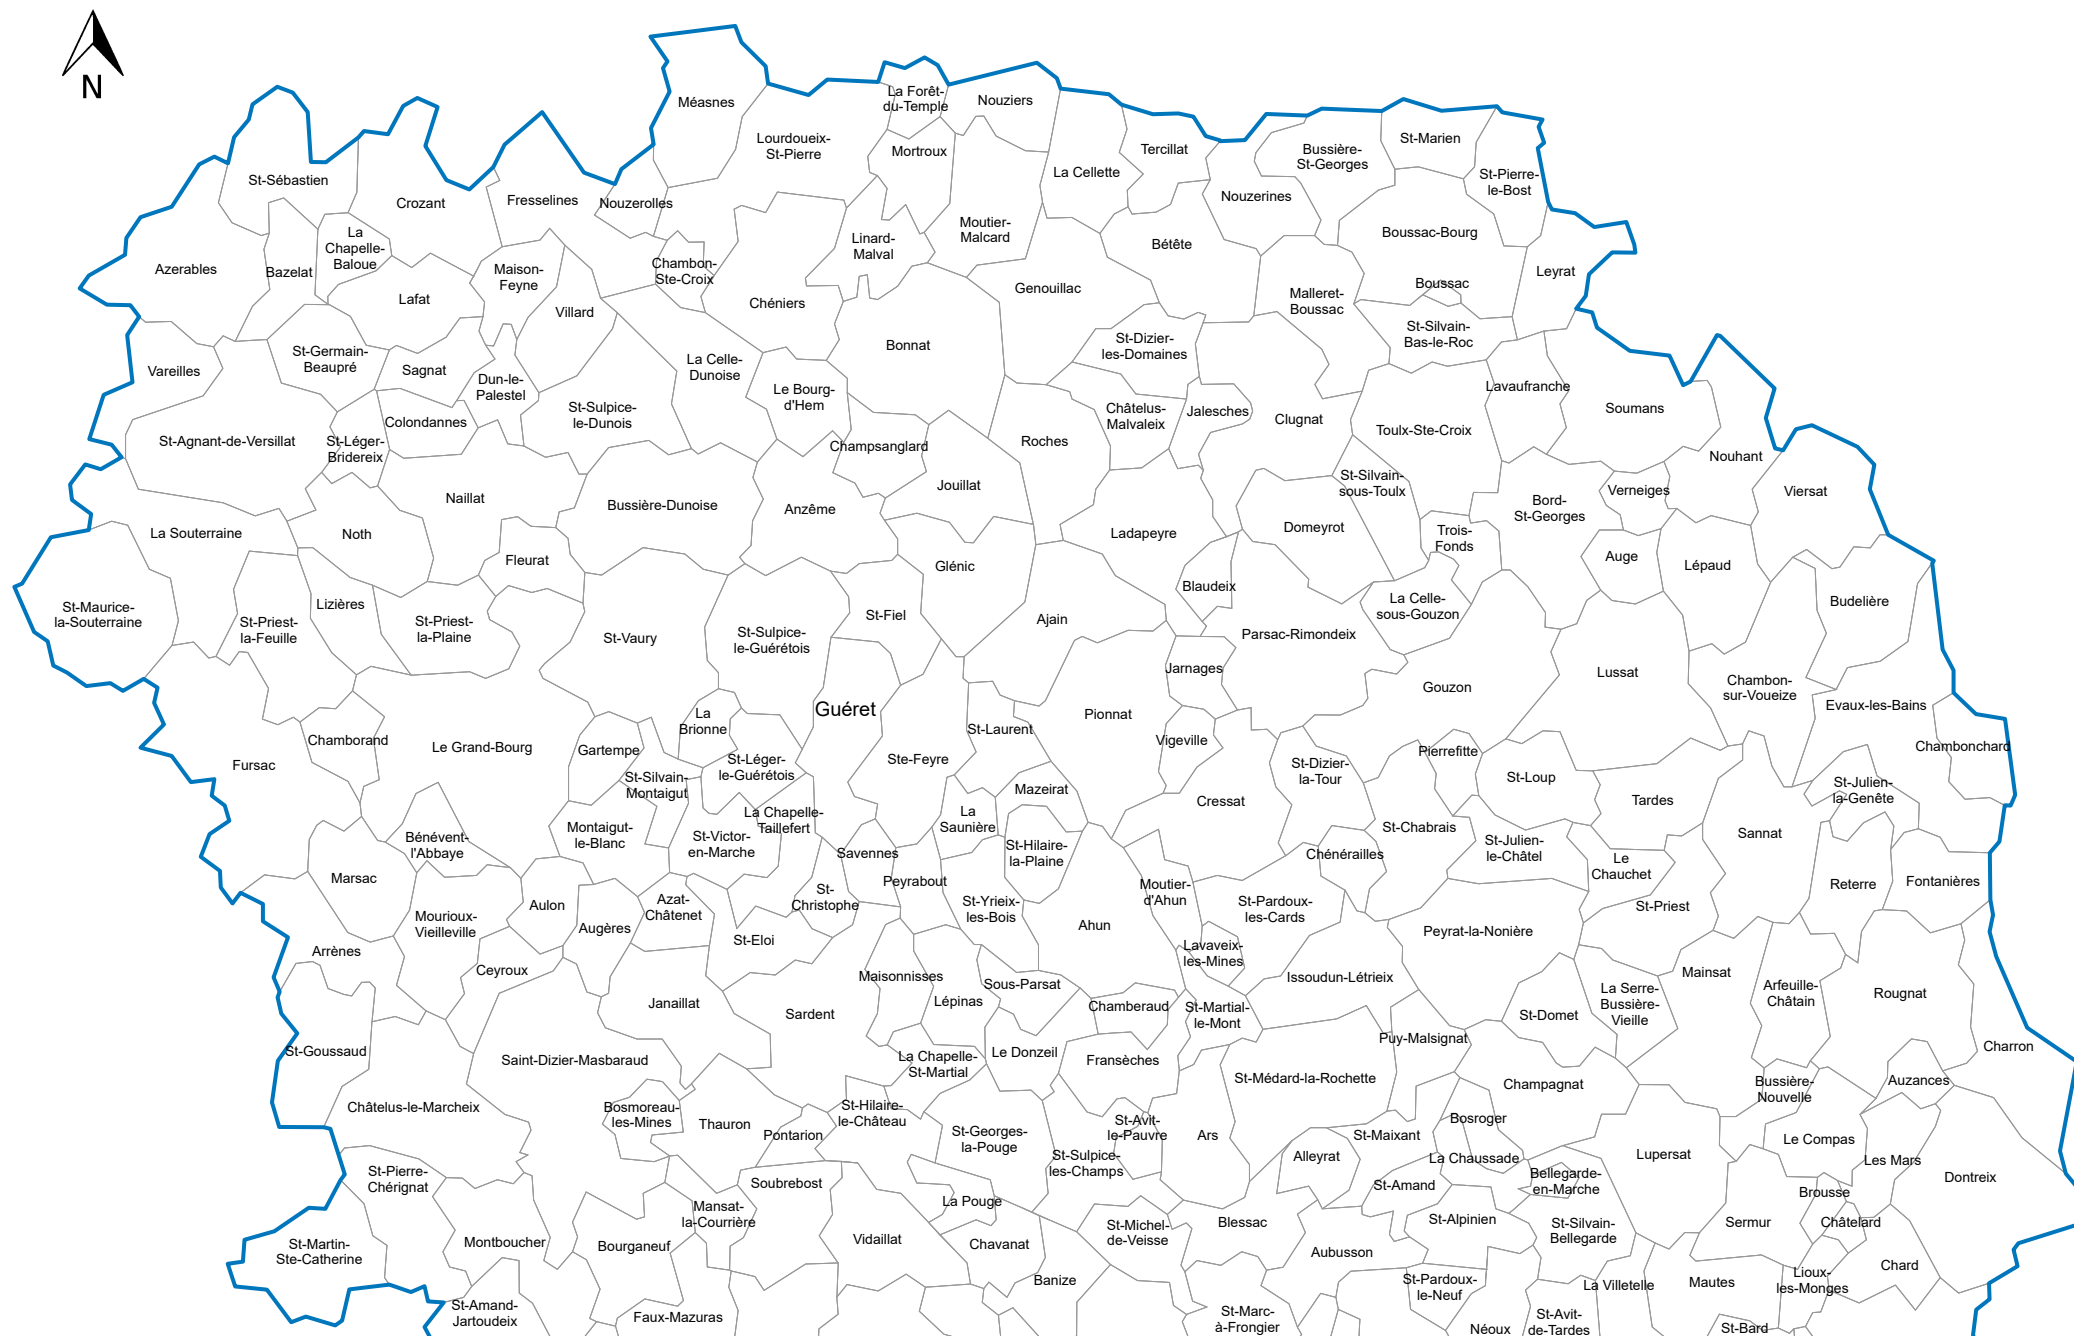 N
Méasnes
La Forêt-
du-Temple
Nouziers
Lourdoueix-
St-Pierre
Mortroux
St-Marien
Tercillat
Bussière-
St-Georges
La Cellette
St-Sébastien
St-Pierre-
le-Bost
Crozant
Fresselines
Nouzerolles
Nouzerines
Moutier-
Malcard
Boussac-Bourg
La
Chapelle-
Baloue
Linard-
Malval
Bétête
Azerables
Bazelat
Maison-
Feyne
Chambon-
Ste-Croix
Leyrat
Boussac
Lafat
Villard
Chéniers
Genouillac
Malleret-
Boussac
St-Silvain-
Bas-le-Roc
St-Germain-
Beaupré
Bonnat
St-Dizier-
les-Domaines
Vareilles
Sagnat
La Celle-
Dunoise
Dun-le-
Palestel
Le Bourg-
d'Hem
Lavaufranche
Soumans
St-Sulpice-
le-Dunois
Châtelus-
Malvaleix
Jalesches
Clugnat
Colondannes
Toulx-Ste-Croix
St-Agnant-de-Versillat
St-Léger-
Bridereix
Champsanglard
Roches
Nouhant
Naillat
Bussière-Dunoise
Anzême
Jouillat
St-Silvain-
sous-Toulx
Verneiges
Viersat
Bord-
St-Georges
La Souterraine
Noth
Ladapeyre
Domeyrot
Trois-
Fonds
Fleurat
Glénic
Auge
Lépaud
Blaudeix
St-Maurice-
la-Souterraine
St-Priest-
la-Feuille
Lizières
St-Priest-
la-Plaine
St-Vaury
St-Sulpice-
le-Guérétois
St-Fiel
Ajain
La Celle-
sous-Gouzon
Budelière
Parsac-Rimondeix
Jarnages
Gouzon
Lussat
Chambon-
sur-Voueize
Guéret
La
Brionne
Pionnat
Evaux-les-Bains
Chamborand
Le Grand-Bourg
Gartempe
St-Laurent
Vigeville
Pierrefitte
Chambonchard
Fursac
St-Silvain-
Montaigut
St-Léger-
le-Guérétois
Ste-Feyre
St-Dizier-
la-Tour
St-Loup
Mazeirat
Cressat
Tardes
St-Julien-
la-Genête
La Chapelle-
Taillefert
La
Saunière
Bénévent-
l'Abbaye
Montaigut-
le-Blanc
St-Victor-
en-Marche
St-Chabrais
Sannat
Savennes
St-Hilaire-
la-Plaine
Chénérailles
St-Julien-
le-Châtel
Le
Chauchet
Marsac
Peyrabout
Moutier-
d'Ahun
Reterre
Fontanières
Aulon
Azat-
Châtenet
St-
Christophe
St-Yrieix-
les-Bois
St-Pardoux-
les-Cards
St-Priest
Mourioux-
Vieilleville
Augères
St-Eloi
Ahun
Peyrat-la-Nonière
Arrènes
Ceyroux
Maisonnisses
Sous-Parsat
Lavaveix-
les-Mines
Issoudun-Létrieix
Mainsat
Janaillat
Sardent
Lépinas
Chamberaud
St-Martial-
le-Mont
St-Domet
La Serre-
Bussière-
Vieille
Arfeuille-
Châtain
Rougnat
St-Goussaud
Saint-Dizier-Masbaraud
La Chapelle-
St-Martial
Le Donzeil
Fransèches
Puy-Malsignat
Charron
St-Médard-la-Rochette
Champagnat
Bussière-
Nouvelle
Auzances
Châtelus-le-Marcheix
Bosmoreau-
les-Mines
Thauron
Pontarion
St-Hilaire-
le-Château
St-Georges-
la-Pouge
St-Avit-
le-Pauvre
Ars
St-Maixant
Bosroger
Le Compas
St-Pierre-
Chérignat
St-Sulpice-
les-Champs
Alleyrat
La Chaussade
Lupersat
Les Mars
Soubrebost
St-Amand
Bellegarde-
en-Marche
Dontreix
Mansat-
la-Courrière
La Pouge
Brousse
Montboucher
Bourganeuf
Vidaillat
Chavanat
St-Michel-
de-Veisse
Blessac
St-Alpinien
St-Silvain-
Bellegarde
Sermur
Châtelard
St-Martin-
Ste-Catherine
Aubusson
Chard
Banize
St-Pardoux-
le-Neuf
La Villetelle
Mautes
Lioux-
les-Monges
St-Amand-
Jartoudeix
Faux-Mazuras
St-Marc-
à-Frongier
Néoux
St-Avit-
de-Tardes
St-Bard